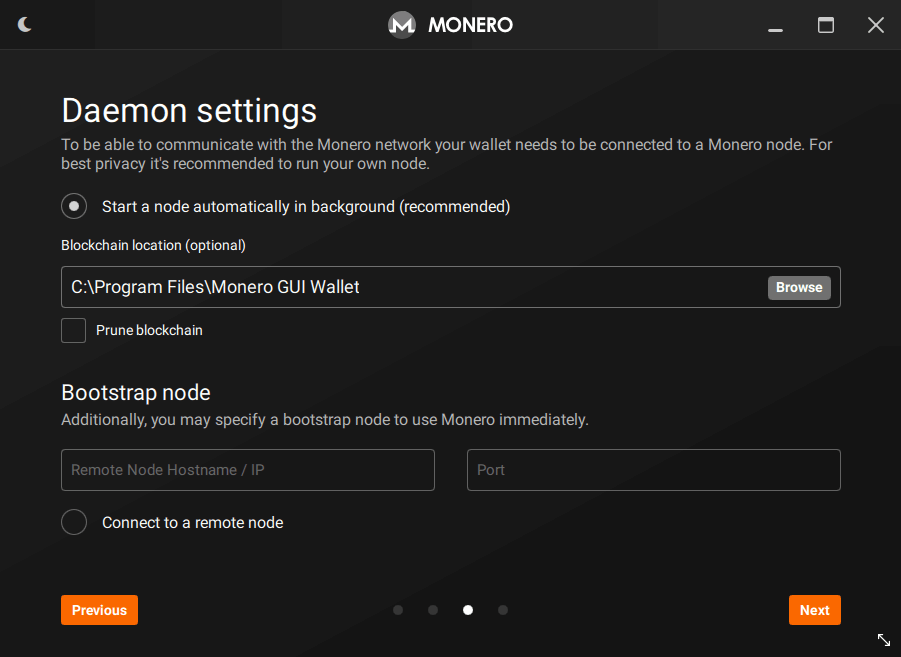 MONERO
Daemon settings
To be able to communicate with the Monero network your wallet needs to be connected to a Monero node. For
best privacy it's recommended to run your own node.
Start a node automatically in background (recommended)
Blockchain location (optional)
C:\Program Files\Monero GUI Wallet
Browse
Prune blockchain
Bootstrap node
Additionally, you may specify a bootstrap node to use Monero immediately.
Remote Node Hostname / IP
Port
Connect to a remote node
Previous
Next